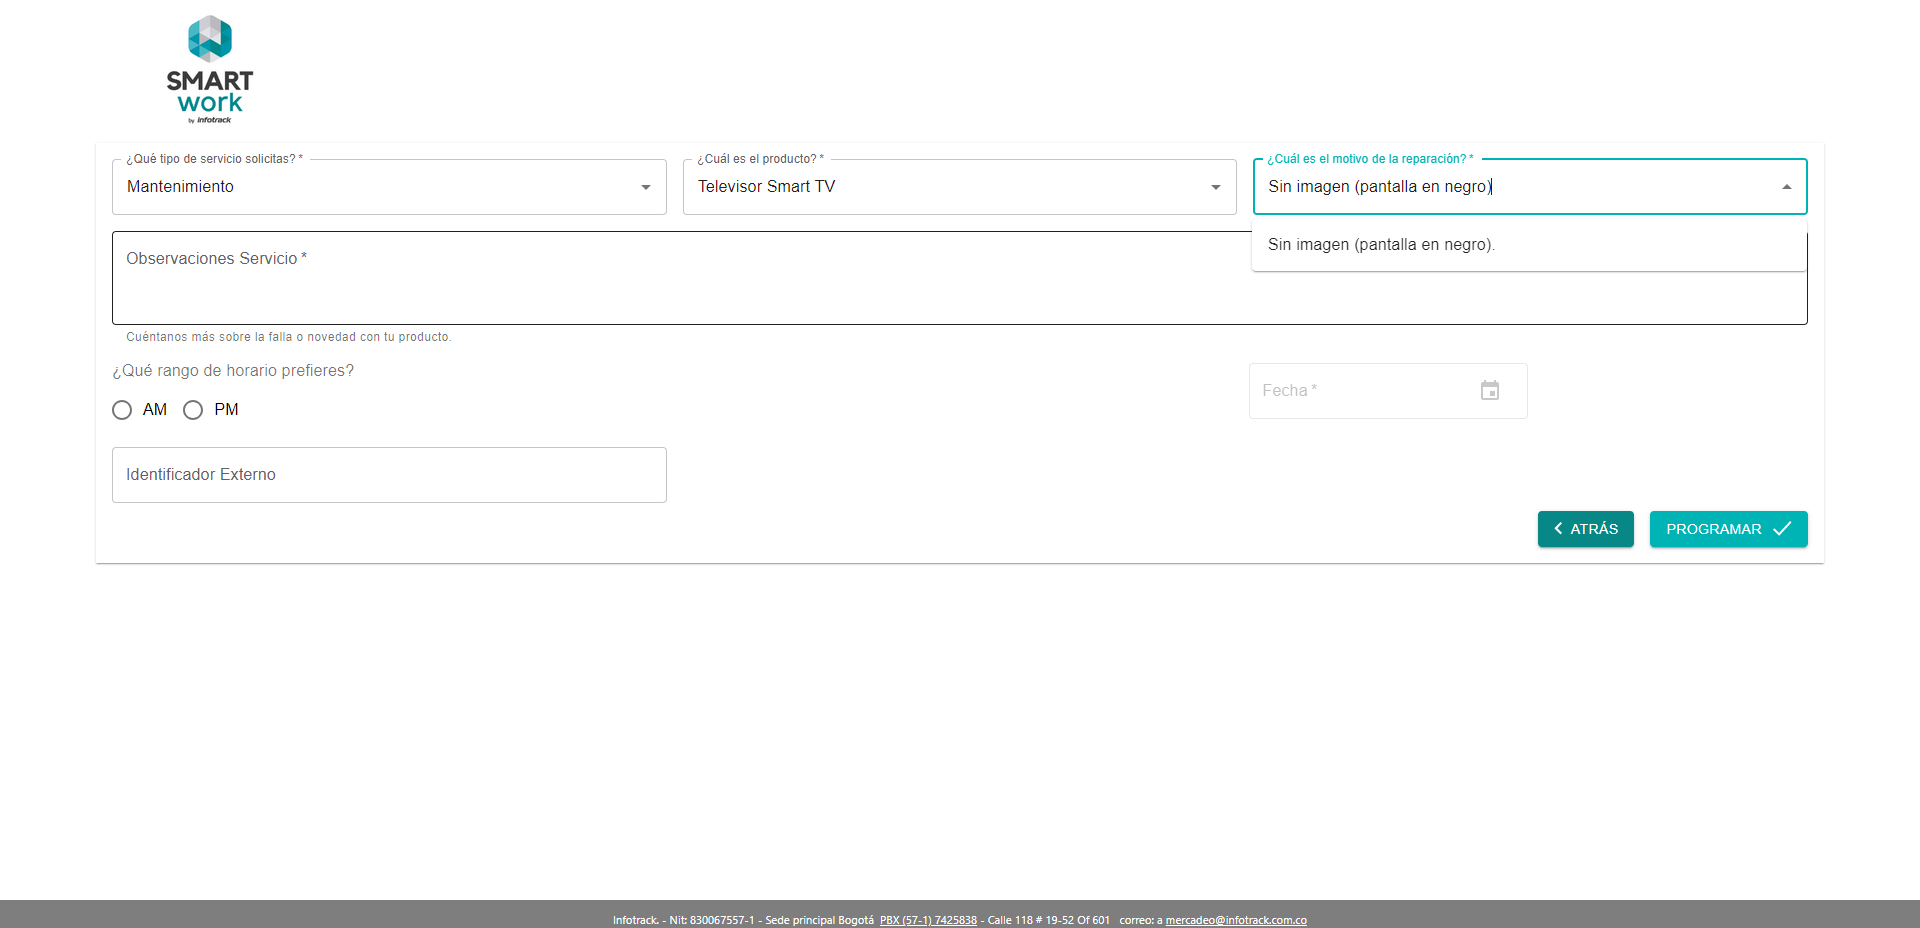 SMART
work
by infotrack
¿Qué tipo de servicio solicitas? *
Mantenimiento
¿Cuál es el producto? *
Televisor Smart TV
¿Cuál es el motivo de la reparación? *
Sin imagen (pantalla en negro)
Sin imagen (pantalla en negro).
Observaciones Servicio *
Cuéntanos más sobre la falla o novedad con tu producto.
¿Qué rango de horario prefieres?
AM PM
Fecha *
Identificador Externo
ATRÁS
PROGRAMAR
Infotrack. - Nit: 830067557-1 - Sede principal Bogotá PBX (57-1) 7425838 - Calle 118 # 19-52 Of 601 correo: a mercadeo@infotrack.com.co